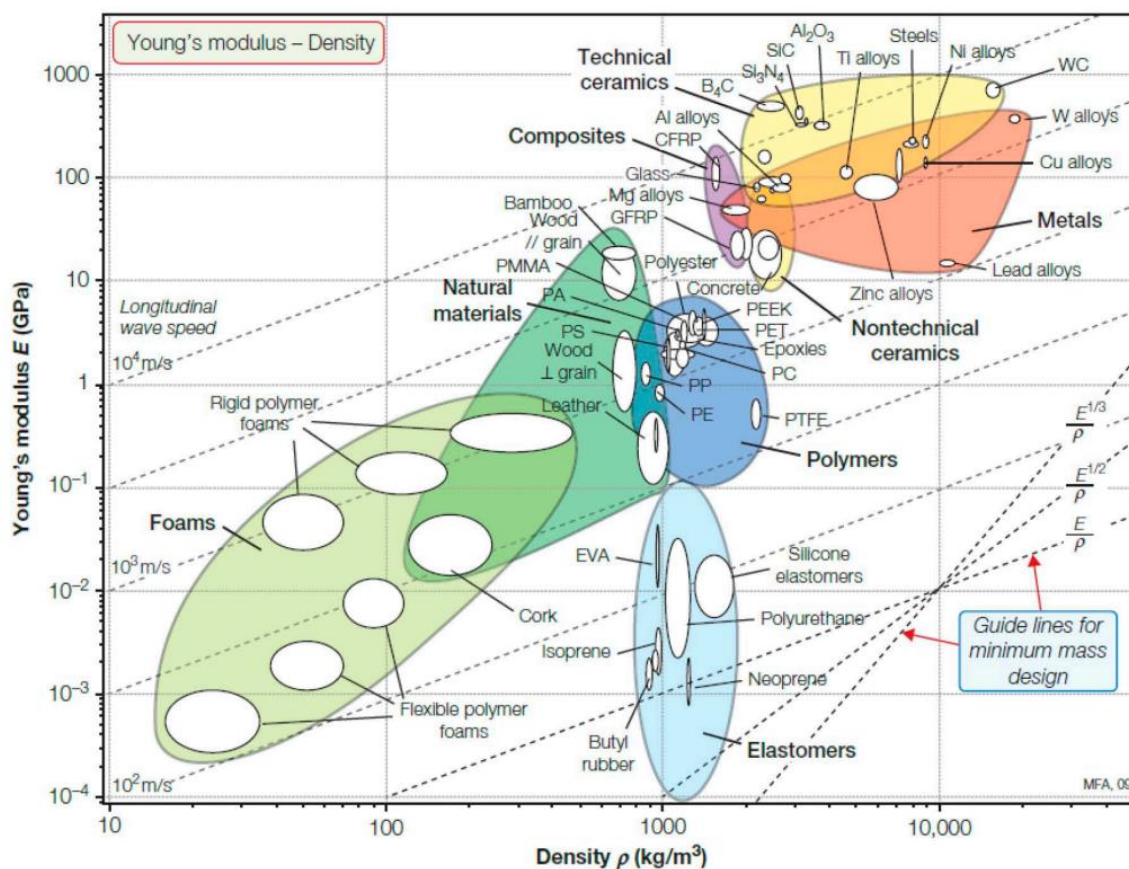 Young's modulus – Density
Technical
ceramics
Al₂O₃
SiC
Si₃N₄
B₄C
Al alloys
Ti alloys
Steels
Ni alloys
WC
W alloys
Cu alloys
Composites
CFRP
Glass
Mg alloys
GFRP
Metals
Lead alloys
Zinc alloys
Nontechnical
ceramics
Concrete
Bamboo
Wood
// grain
PMMA
Polyester
Natural
materials
PA
PS
Wood
⊥ grain
Leather
PEEK
PET
Epoxies
PC
PP
PE
PTFE
Polymers
Longitudinal
wave speed
10⁴ m/s
10³ m/s
10² m/s
Rigid polymer
foams
Foams
Cork
Flexible polymer
foams
EVA
Silicone
elastomers
Polyurethane
Isoprene
Neoprene
Butyl
rubber
Elastomers
E^1/3
ρ
E^1/2
ρ
E
ρ
Guide lines for
minimum mass
design
MFA, 09
Young's modulus E (GPa)
1000
100
10
1
10⁻¹
10⁻²
10⁻³
10⁻⁴
10
100
1000
10,000
Density ρ (kg/m³)